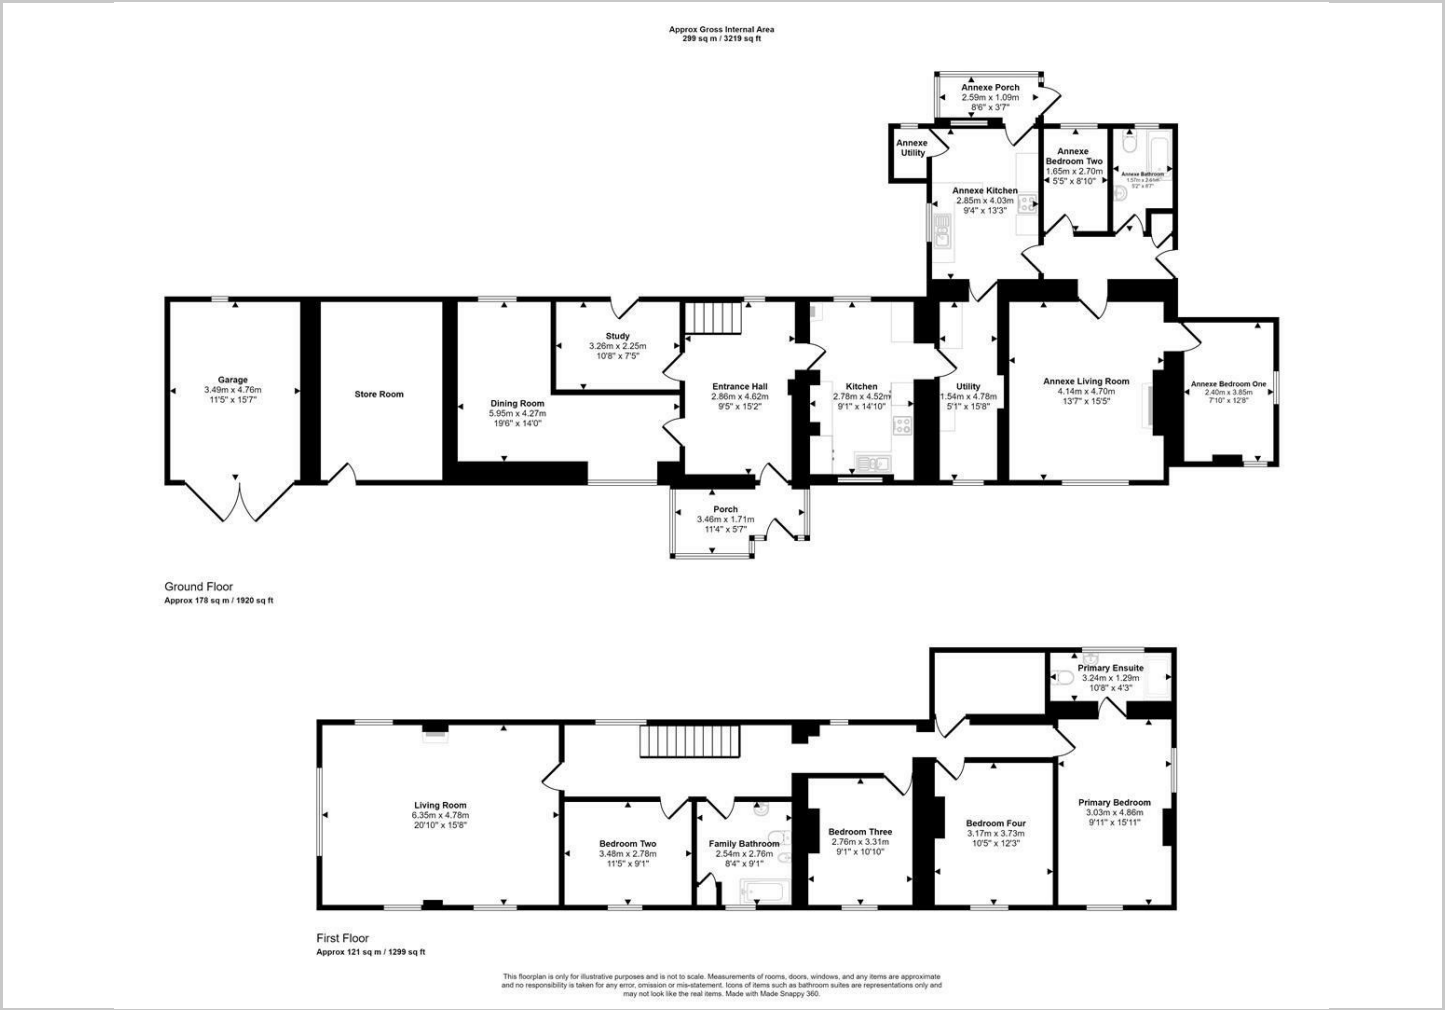 Approx Gross Internal Area
299 sq m / 3219 sq ft
Annexe Porch
2.59m x 1.09m
8'6" x 3'7"
Annexe
Utility
Annexe Kitchen
2.85m x 4.03m
9'4" x 13'3"
Annexe
Bedroom Two
1.65m x 2.70m
5'5" x 8'10"
Annexe Bathroom
Garage
3.49m x 4.76m
11'5" x 15'7"
Store Room
Dining Room
5.95m x 4.27m
19'6" x 14'0"
Study
3.26m x 2.25m
10'8" x 7'5"
Entrance Hall
2.86m x 4.62m
9'5" x 15'2"
Kitchen
2.78m x 4.52m
9'1" x 14'10"
Utility
1.54m x 4.78m
5'1" x 15'8"
Annexe Living Room
4.14m x 4.70m
13'7" x 15'5"
Annexe Bedroom One
2.40m x 3.85m
7'10" x 12'8"
Porch
3.46m x 1.71m
11'4" x 5'7"
Ground Floor
Approx 178 sq m / 1920 sq ft
Primary Ensuite
3.24m x 1.29m
10'8" x 4'3"
Living Room
6.35m x 4.78m
20'10" x 15'8"
Bedroom Two
3.48m x 2.78m
11'5" x 9'1"
Family Bathroom
2.54m x 2.76m
8'4" x 9'1"
Bedroom Three
2.76m x 3.31m
9'1" x 10'10"
Bedroom Four
3.17m x 3.73m
10'5" x 12'3"
Primary Bedroom
3.03m x 4.86m
9'11" x 15'11"
First Floor
Approx 121 sq m / 1299 sq ft
This floorplan is only for illustrative purposes and is not to scale. Measurements of rooms, doors, windows, and any items are approximate
and no responsibility is taken for any error, omission or mis-statement. Icons of items such as bathroom suites are representations only and
may not look like the real items. Made with Made Snappy 360.